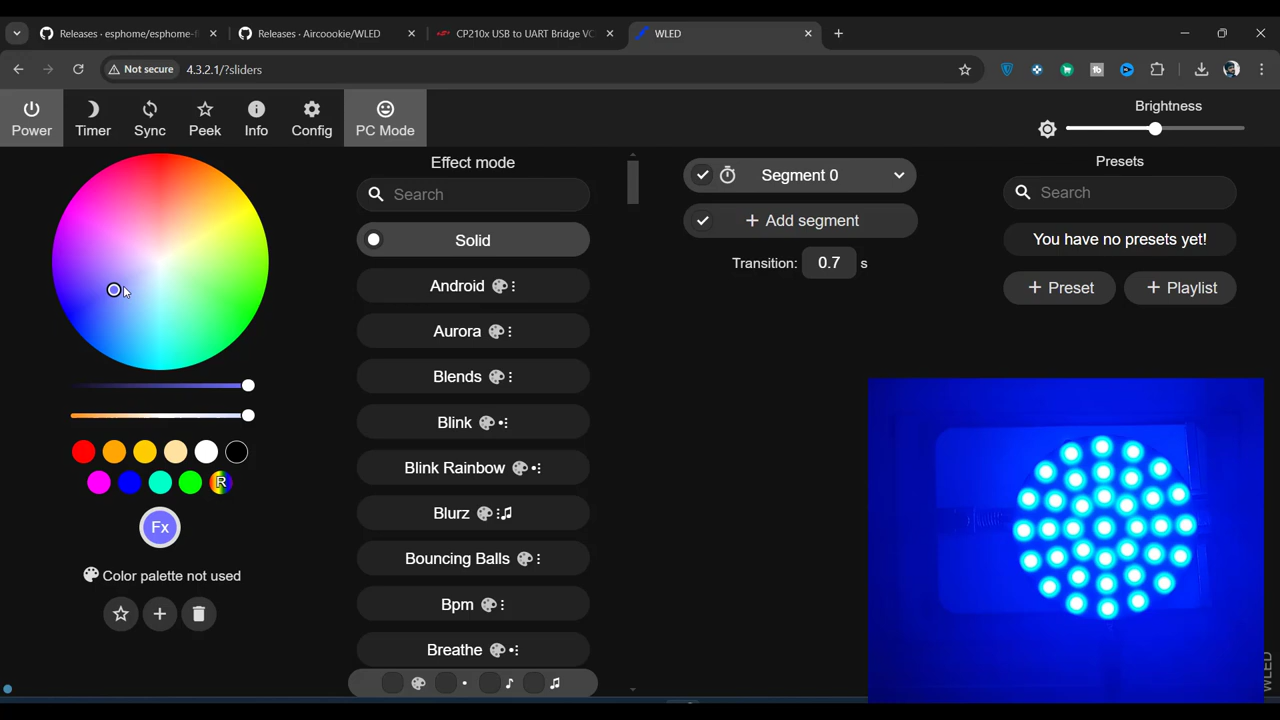 Releases · esphome/esphome-f
Releases · Aircoookie/WLED
CP210x USB to UART Bridge VC
WLED
Not secure
4.3.2.1/?sliders
Power
Timer
Sync
Peek
Info
Config
PC Mode
Brightness
Effect mode
Search
Solid
Android
Aurora
Blends
Blink
Blink Rainbow
Blurz
Bouncing Balls
Bpm
Breathe
R
Fx
Color palette not used
Segment 0
+ Add segment
Transition: 0.7 s
Presets
Search
You have no presets yet!
+ Preset
+ Playlist
WLED